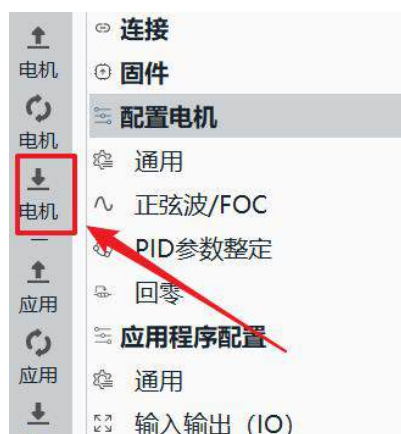 电机
电机
电机
应用
应用
连接
固件
配置电机
通用
正弦波/FOC
PID参数整定
回零
应用程序配置
通用
输入输出（IO）